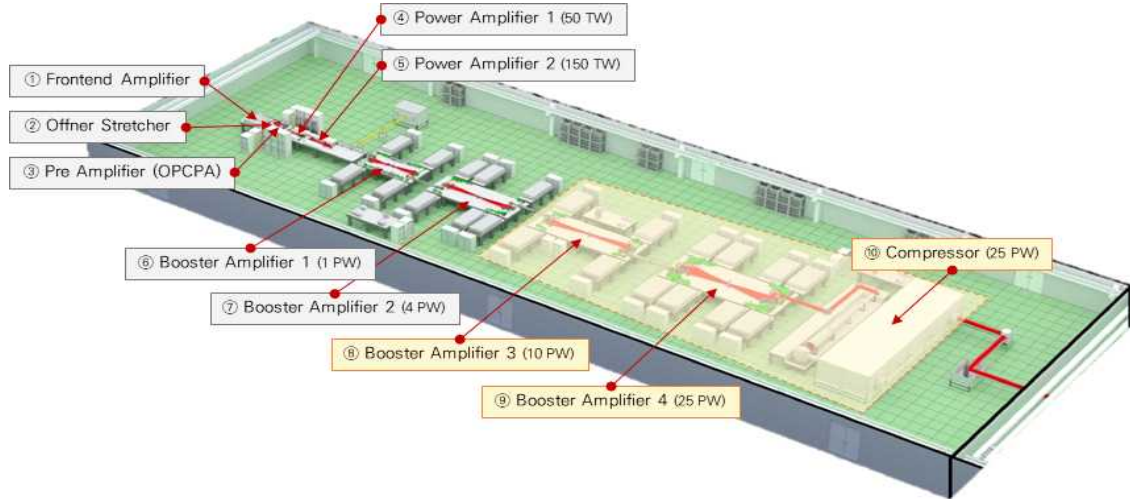 ① Frontend Amplifier
② Offner Stretcher
③ Pre Amplifier (OPCPA)
④ Power Amplifier 1 (50 TW)
⑤ Power Amplifier 2 (150 TW)
⑥ Booster Amplifier 1 (1 PW)
⑦ Booster Amplifier 2 (4 PW)
⑧ Booster Amplifier 3 (10 PW)
⑨ Booster Amplifier 4 (25 PW)
⑩ Compressor (25 PW)